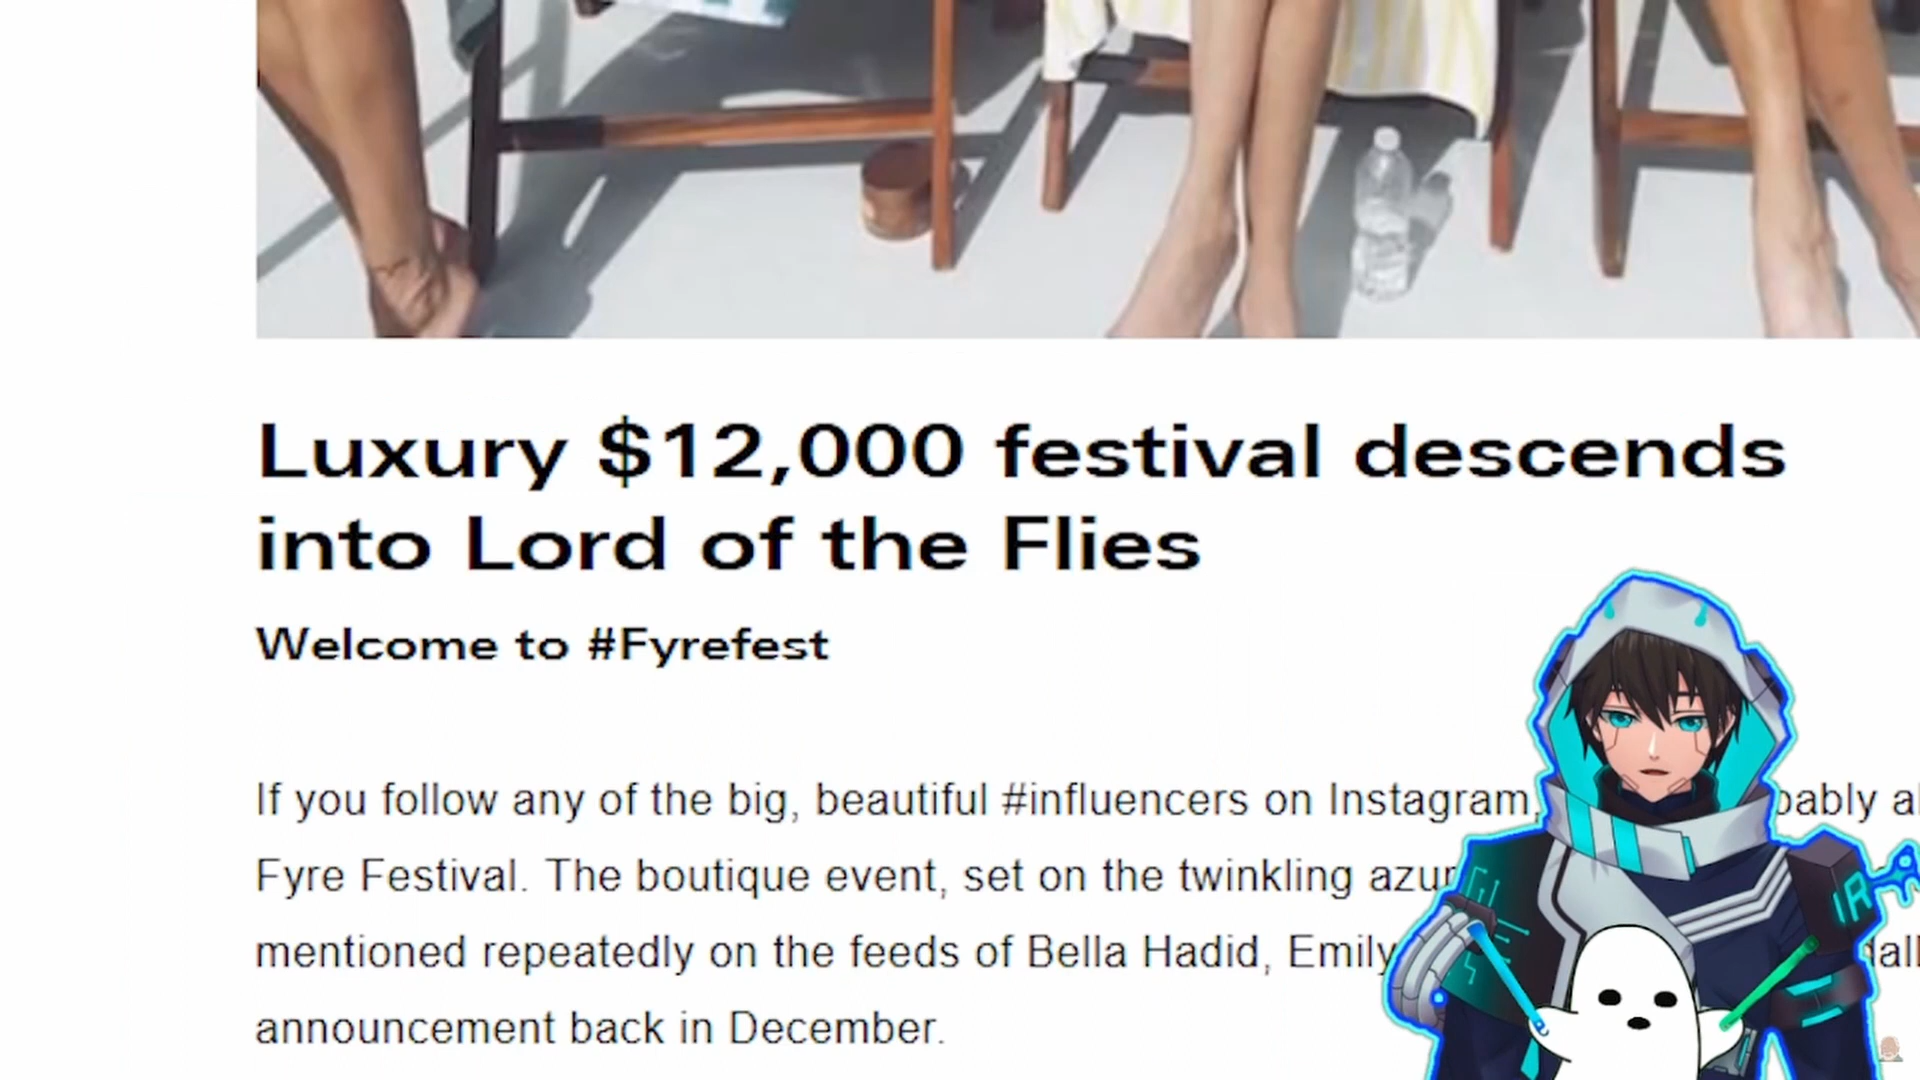 Luxury $12,000 festival descends
into Lord of the Flies
Welcome to #Fyrefest
If you follow any of the big, beautiful #influencers on Instagram,
Fyre Festival. The boutique event, set on the twinkling
mentioned repeatedly on the feeds of Bella Hadid, Emily
announcement back in December.